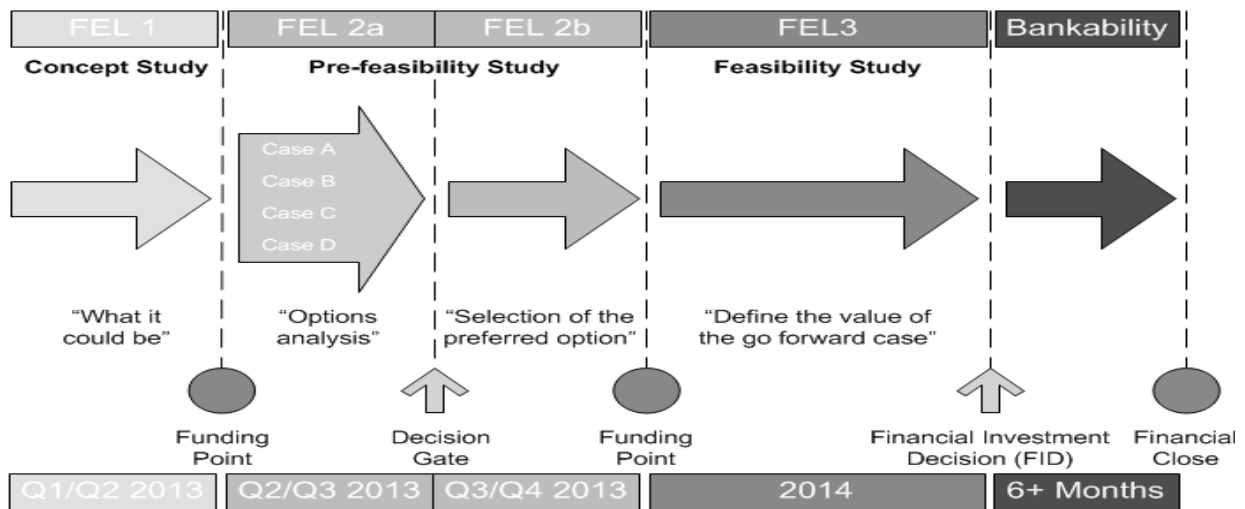 FEL 1
FEL 2a
FEL 2b
FEL3
Bankability
Concept Study
Pre-feasibility Study
Feasibility Study
Case A
Case B
Case C
Case D
“What it
could be”
“Options
analysis”
“Selection of the
preferred option”
“Define the value of
the go forward case”
Funding
Point
Decision
Gate
Funding
Point
Financial Investment
Decision (FID)
Financial
Close
Q1/Q2 2013
Q2/Q3 2013
Q3/Q4 2013
2014
6+ Months